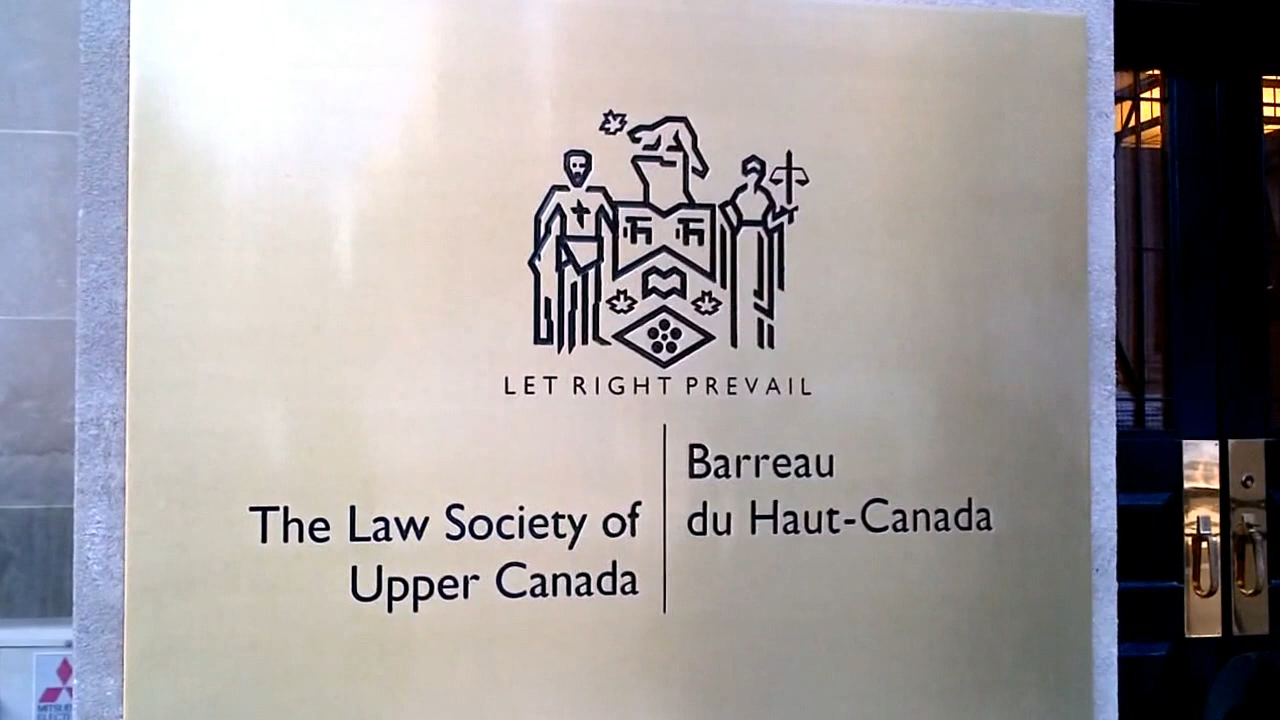 LET RIGHT PREVAIL
The Law Society of
Upper Canada
Barreau
du Haut-Canada